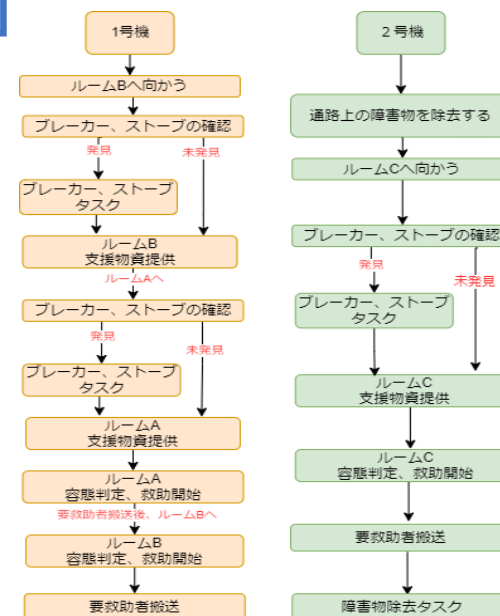 1号機
ルームBへ向かう
ブレーカー、ストーブの確認
発見
未発見
ブレーカー、ストーブ
タスク
ルームB
支援物資提供
ルームAへ
ブレーカー、ストーブの確認
発見
未発見
ブレーカー、ストーブ
タスク
ルームA
支援物資提供
ルームA
容態判定、救助開始
要救助者搬送後、ルームBへ
ルームB
容態判定、救助開始
要救助者搬送
2号機
通路上の障害物を除去する
ルームCへ向かう
ブレーカー、ストーブの確認
発見
未発見
ブレーカー、ストーブ
タスク
ルームC
支援物資提供
ルームC
容態判定、救助開始
要救助者搬送
障害物除去タスク